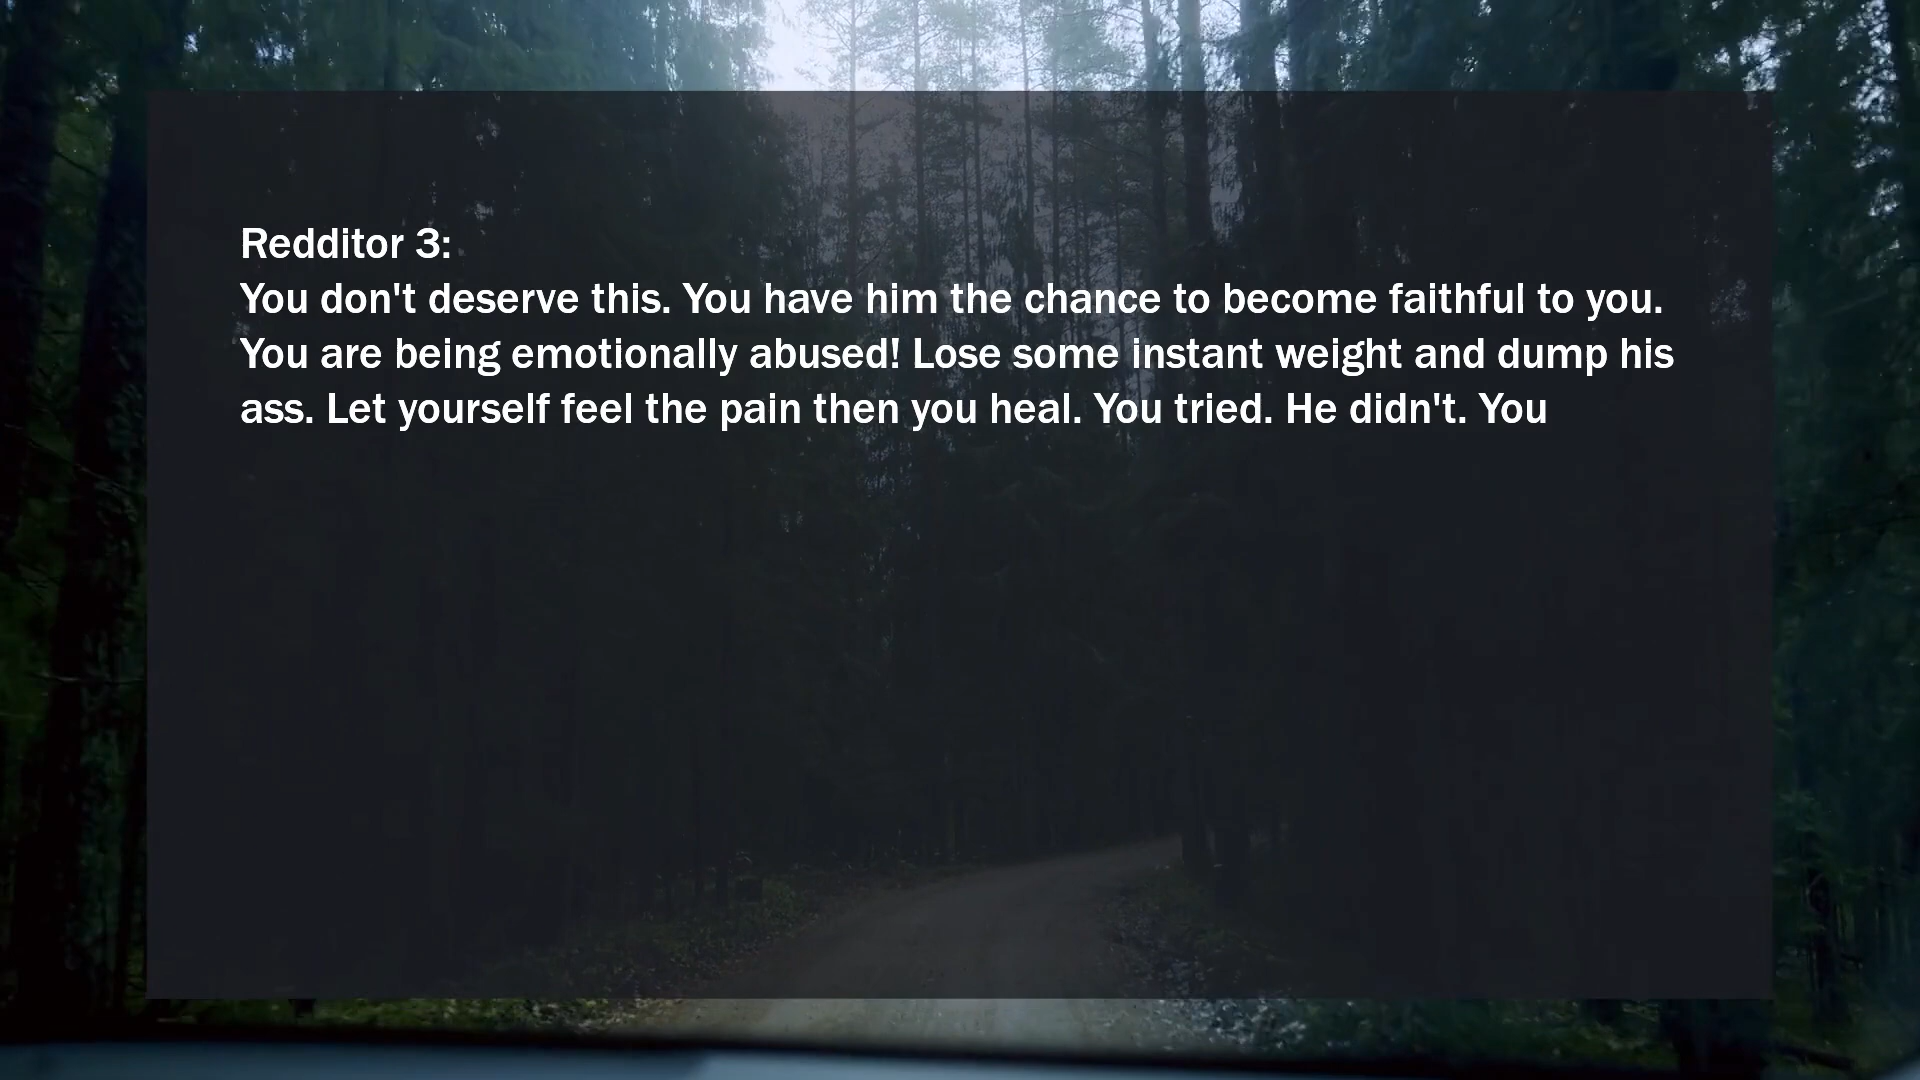 Redditor 3:
You don't deserve this. You have him the chance to become faithful to you.
You are being emotionally abused! Lose some instant weight and dump his
ass. Let yourself feel the pain then you heal. You tried. He didn't. You